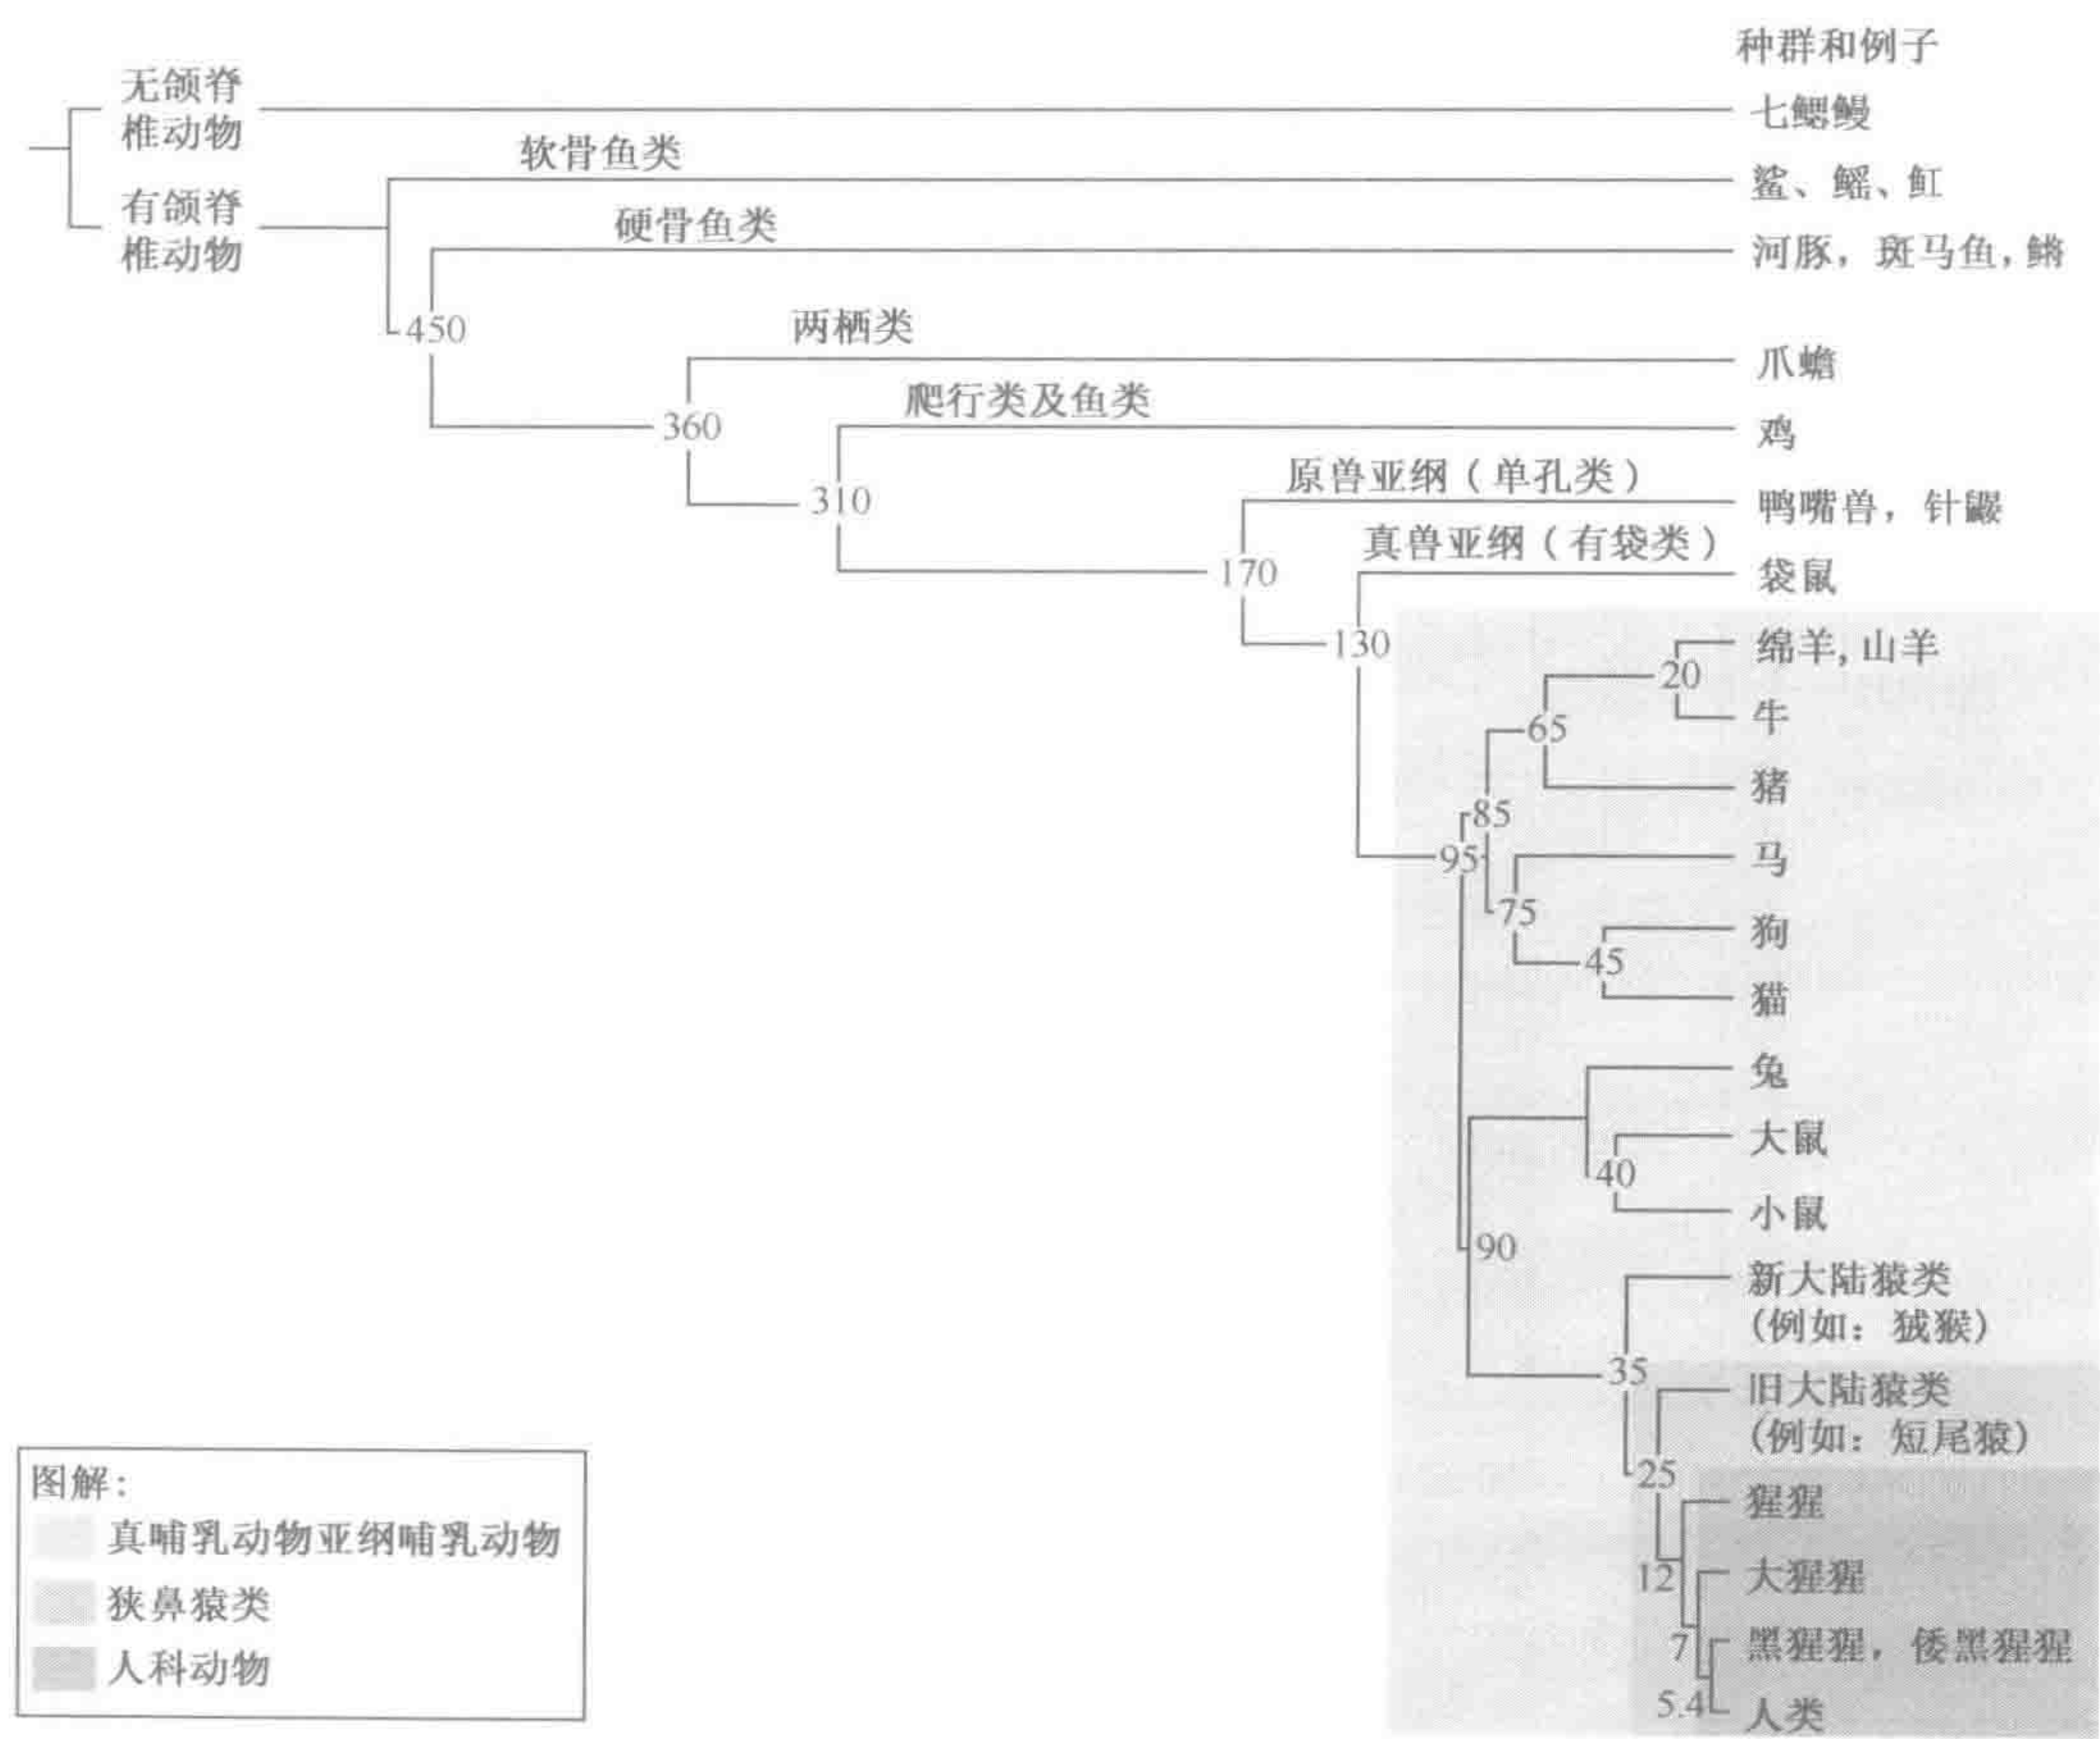 种群和例子
无颌脊
椎动物
七鳃鳗
软骨鱼类
鲨、鳐、魟
有颌脊
椎动物
硬骨鱼类
河豚，斑马鱼，鳉
450
两栖类
爪蟾
360
爬行类及鱼类
鸡
310
原兽亚纲（单孔类）
鸭嘴兽，针鼹
170
真兽亚纲（有袋类）
袋鼠
130
绵羊,山羊
20
牛
65
猪
85
95
马
75
狗
45
猫
兔
大鼠
40
小鼠
90
新大陆猿类
(例如：狨猴)
35
旧大陆猿类
(例如：短尾猿)
25
猩猩
12
大猩猩
7
黑猩猩，倭黑猩猩
5.4
人类
图解：
真哺乳动物亚纲哺乳动物
狭鼻猿类
人科动物